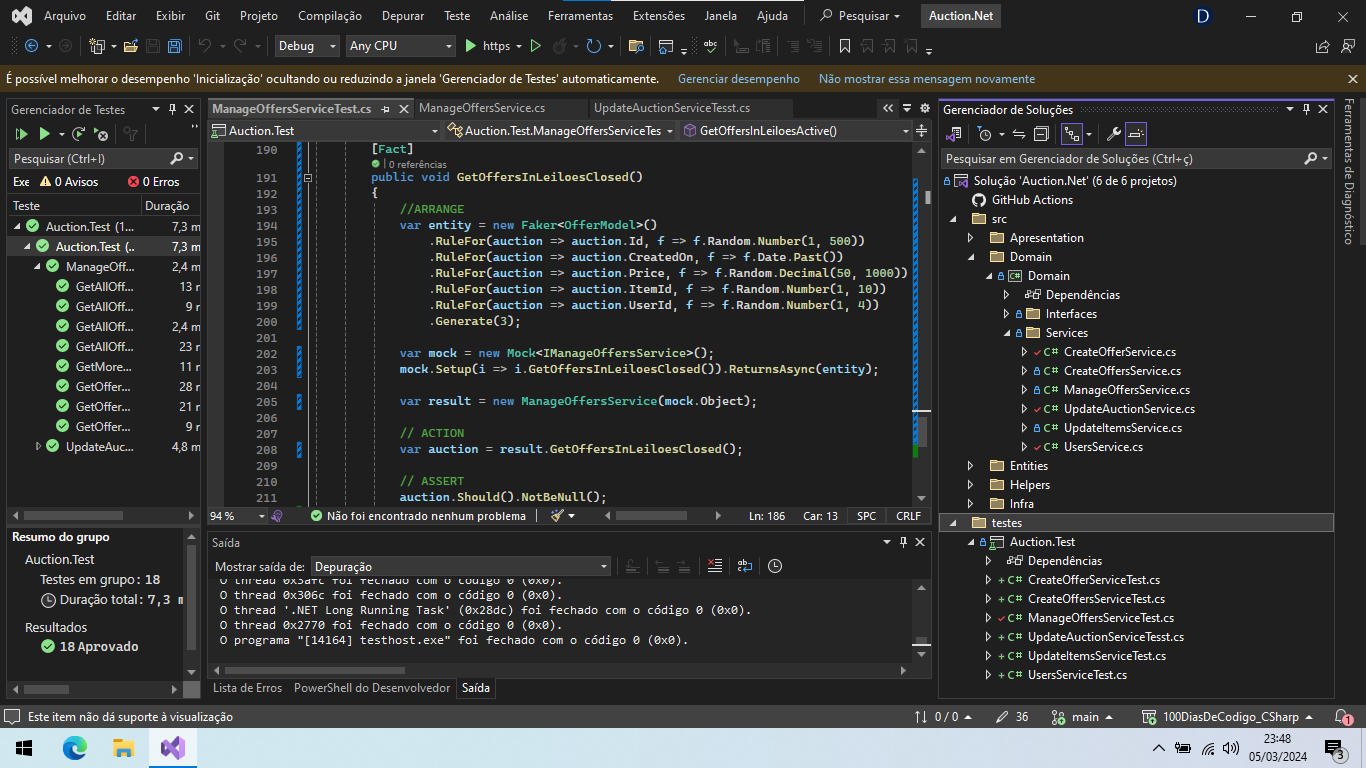 Arquivo Editar Exibir Git Projeto Compilação Depurar Teste Análise Ferramentas Extensões Janela Ajuda Pesquisar Auction.Net D
Debug Any CPU https
É possível melhorar o desempenho 'Inicialização' ocultando ou reduzindo a janela 'Gerenciador de Testes' automaticamente. Gerenciar desempenho Não mostrar essa mensagem novamente
Gerenciador de Testes
Pesquisar (Ctrl+I)
Exe 0 Avisos 0 Erros
Teste Duração
Auction.Test (1... 7,3 m
Auction.Test (.. 7,3 m
ManageOff... 2,4 m
GetAllOff... 13 r
GetAllOff... 9 r
GetAllOff... 2,4 m
GetAllOff... 23 r
GetMore... 11 r
GetOffer... 28 r
GetOffer... 21 r
GetOffer... 9 r
UpdateAuc... 4,8 m
Resumo do grupo
Auction.Test
Testes em grupo: 18
Duração total: 7,3 m
Resultados
18 Aprovado
ManageOffersServiceTest.cs ManageOffersService.cs UpdateAuctionServiceTesst.cs
Auction.Test Auction.Test.ManageOffersServiceTes GetOffersInLeiloesActive()
190 [Fact]
0 referências
191 public void GetOffersInLeiloesClosed()
192 {
193 //ARRANGE
194 var entity = new Faker<OfferModel>()
195 .RuleFor(auction => auction.Id, f => f.Random.Number(1, 500))
196 .RuleFor(auction => auction.CreatedOn, f => f.Date.Past())
197 .RuleFor(auction => auction.Price, f => f.Random.Decimal(50, 1000))
198 .RuleFor(auction => auction.ItemId, f => f.Random.Number(1, 10))
199 .RuleFor(auction => auction.UserId, f => f.Random.Number(1, 4))
200 .Generate(3);
201
202 var mock = new Mock<IManageOffersService>();
203 mock.Setup(i => i.GetOffersInLeiloesClosed()).ReturnsAsync(entity);
204
205 var result = new ManageOffersService(mock.Object);
206
207 // ACTION
208 var auction = result.GetOffersInLeiloesClosed();
209
210 // ASSERT
211 auction.Should().NotBeNull();
94 % Não foi encontrado nenhum problema Ln: 186 Car: 13 SPC CRLF
Saída
Mostrar saída de: Depuração
O thread 0x3afc foi fechado com o código 0 (0x0).
O thread 0x306c foi fechado com o código 0 (0x0).
O thread '.NET Long Running Task' (0x28dc) foi fechado com o código 0 (0x0).
O thread 0x2770 foi fechado com o código 0 (0x0).
O programa "[14164] testhost.exe" foi fechado com o código 0 (0x0).
Lista de Erros PowerShell do Desenvolvedor Saída
Gerenciador de Soluções
Pesquisar em Gerenciador de Soluções (Ctrl+ç)
Solução 'Auction.Net' (6 de 6 projetos)
GitHub Actions
src
Apresentation
Domain
C# Domain
Dependências
Interfaces
Services
C# CreateOfferService.cs
C# CreateOffersService.cs
C# ManageOffersService.cs
C# UpdateAuctionService.cs
C# UpdateItemsService.cs
C# UsersService.cs
Entities
Helpers
Infra
testes
Auction.Test
Dependências
+ C# CreateOfferServiceTest.cs
+ C# CreateOffersServiceTest.cs
C# ManageOffersServiceTest.cs
+ C# UpdateAuctionServiceTesst.cs
+ C# UpdateItemsServiceTest.cs
+ C# UsersServiceTest.cs
Ferramentas de Diagnóstico
Este item não dá suporte à visualização 0 / 0 36 main 100DiasDeCodigo_CSharp 1
23:48
05/03/2024
3